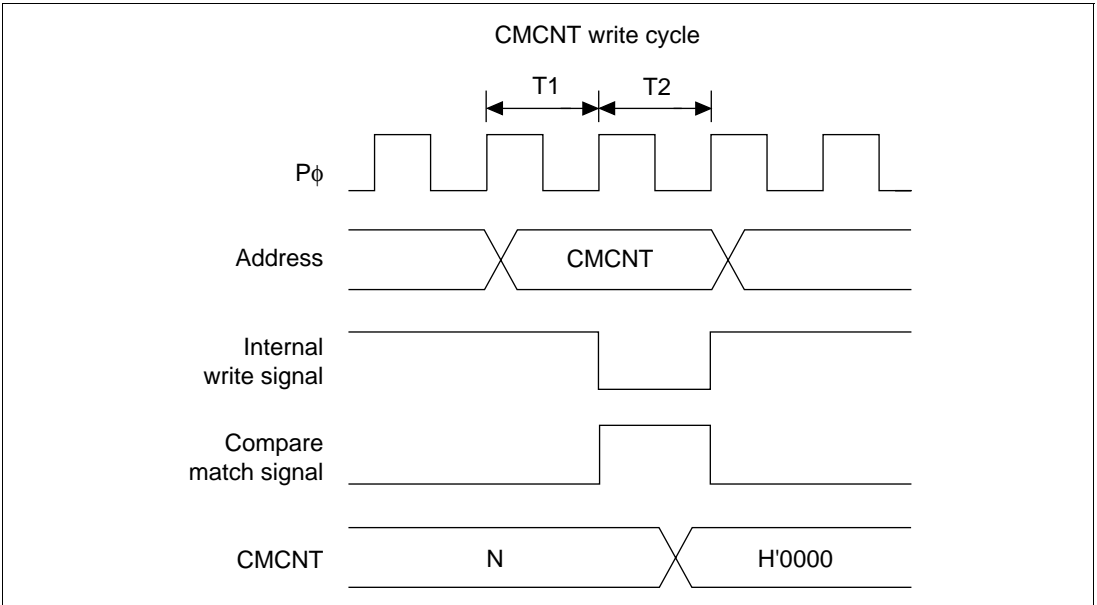 CMCNT write cycle
T1 T2
Pϕ
Address CMCNT
Internal
write signal
Compare
match signal
CMCNT N H'0000